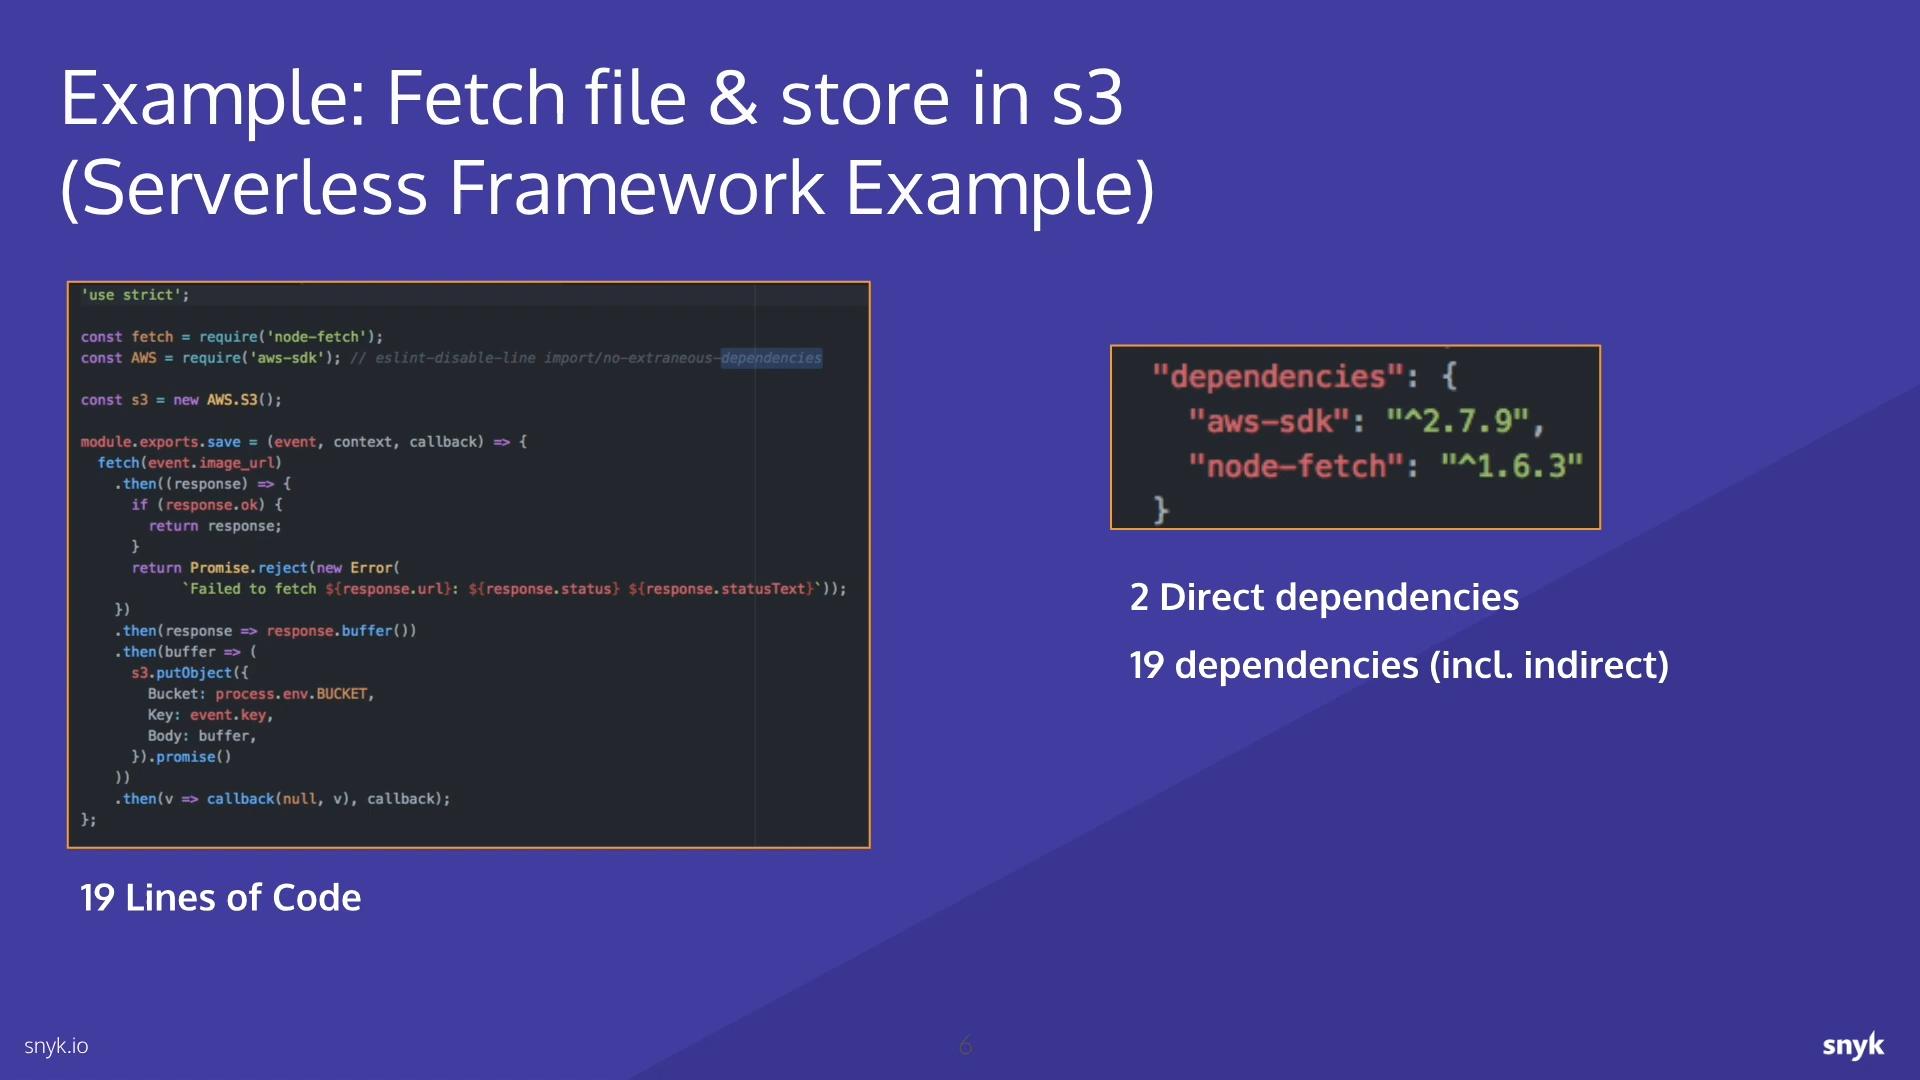 Example: Fetch file & store in s3
(Serverless Framework Example)
'use strict';
const fetch = require('node-fetch');
const AWS = require('aws-sdk'); // eslint-disable-line import/no-extraneous-dependencies
const s3 = new AWS.S3();
module.exports.save = (event, context, callback) => {
  fetch(event.image_url)
    .then((response) => {
      if (response.ok) {
        return response;
      }
      return Promise.reject(new Error(
            `Failed to fetch ${response.url}: ${response.status} ${response.statusText}`));
    })
    .then(response => response.buffer())
    .then(buffer => (
      s3.putObject({
        Bucket: process.env.BUCKET,
        Key: event.key,
        Body: buffer,
      }).promise()
    ))
    .then(v => callback(null, v), callback);
};
19 Lines of Code
"dependencies": {
  "aws-sdk": "^2.7.9",
  "node-fetch": "^1.6.3"
}
2 Direct dependencies
19 dependencies (incl. indirect)
snyk.io
6
snyk